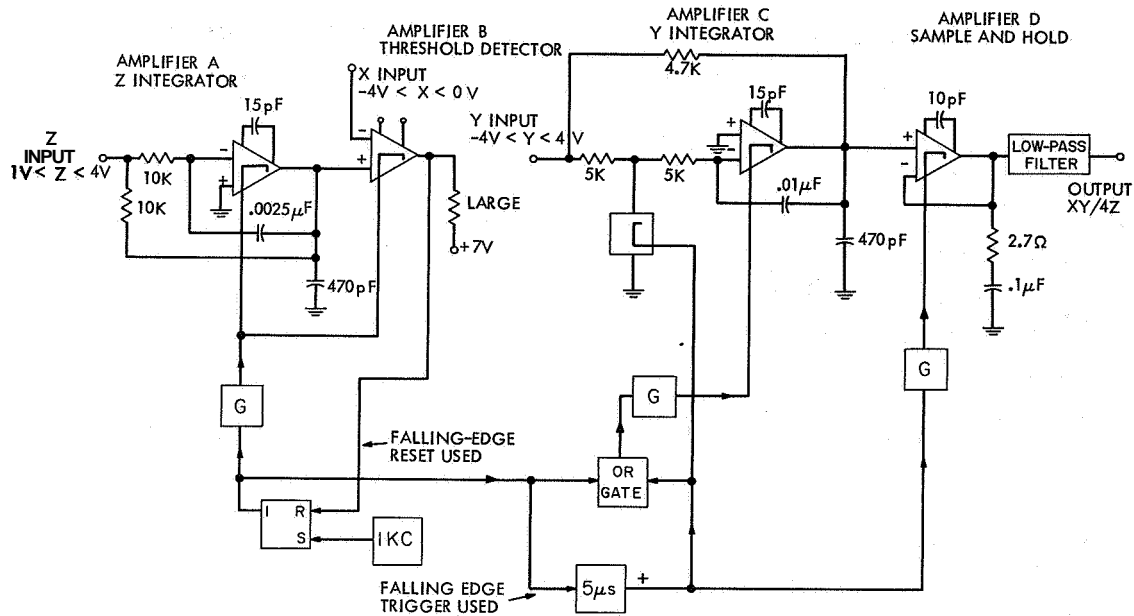 AMPLIFIER A
Z INTEGRATOR
AMPLIFIER B
THRESHOLD DETECTOR
AMPLIFIER C
Y INTEGRATOR
AMPLIFIER D
SAMPLE AND HOLD
X INPUT
-4V < X < 0 V
4.7K
15pF
15pF
10pF
Z
INPUT
1V < Z < 4V
Y INPUT
-4V < Y < 4 V
-
+
-
+
+
-
+
-
LOW-PASS
FILTER
10K
10K
5K
5K
OUTPUT
XY/4Z
.0025μF
LARGE
+7V
.01μF
470pF
470pF
2.7Ω
.1μF
G
G
G
FALLING-EDGE
RESET USED
OR
GATE
I R
S
1KC
FALLING EDGE
TRIGGER USED
5μs
+